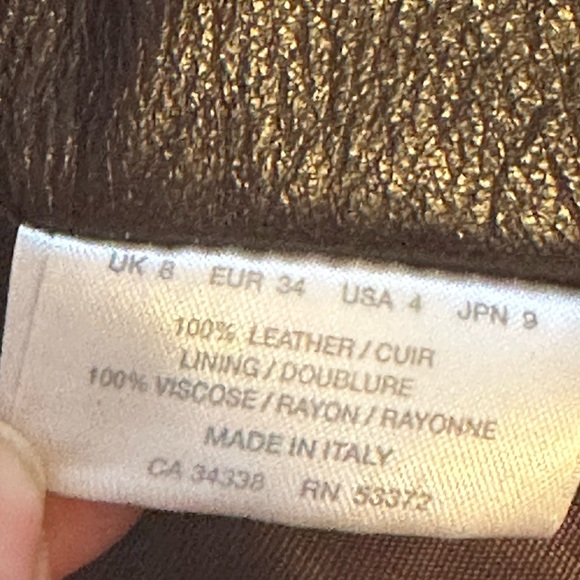 UK 8 EUR 34 USA 4 JPN 9
100% LEATHER / CUIR
LINING / DOUBLURE
100% VISCOSE / RAYON / RAYONNE
MADE IN ITALY
CA 34338 RN 53372